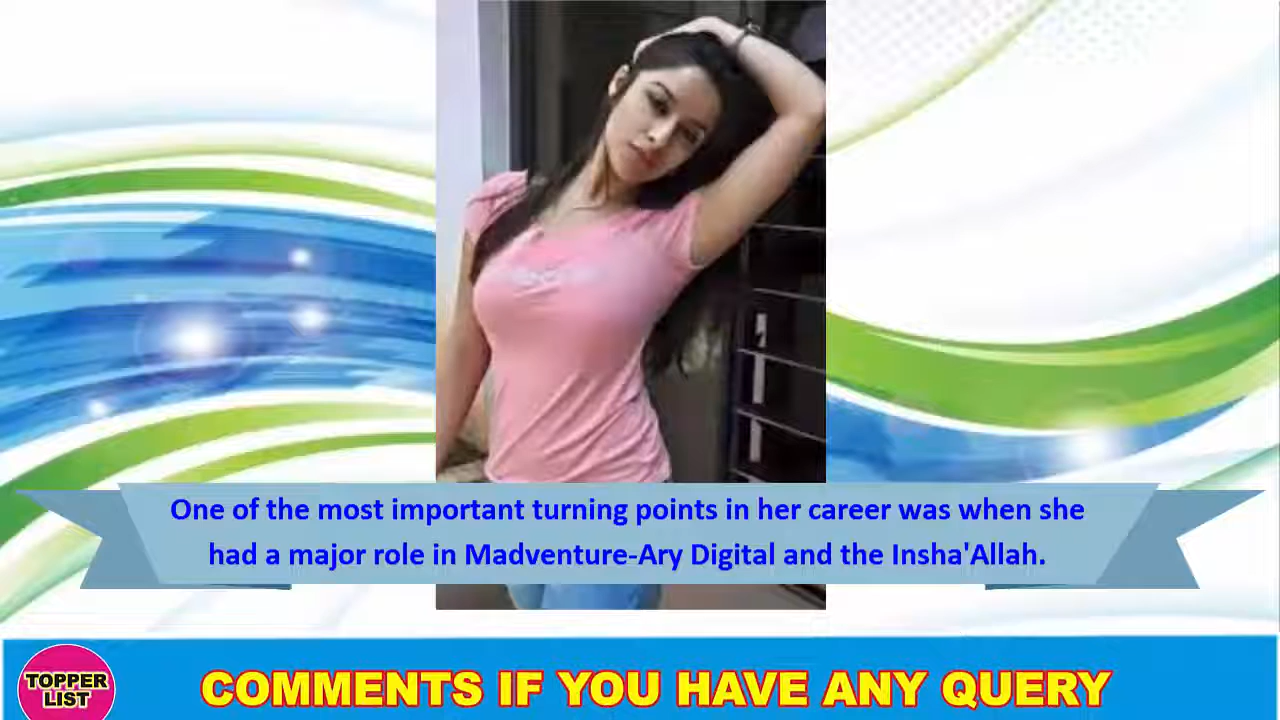 One of the most important turning points in her career was when she
had a major role in Madventure-Ary Digital and the Insha'Allah.
TOPPER
LIST
COMMENTS IF YOU HAVE ANY QUERY